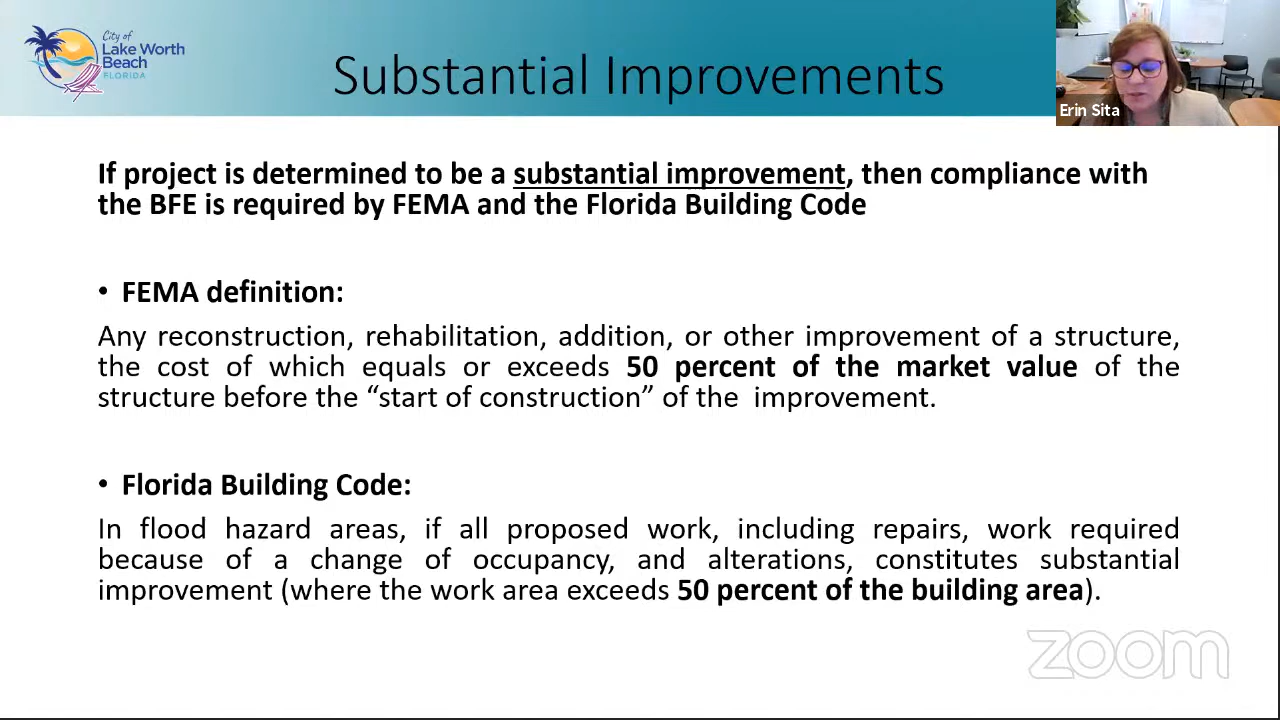 City of
Lake Worth
Beach
FLORIDA
Substantial Improvements
Erin Sita
If project is determined to be a substantial improvement, then compliance with
the BFE is required by FEMA and the Florida Building Code
• FEMA definition:
Any reconstruction, rehabilitation, addition, or other improvement of a structure,
the cost of which equals or exceeds 50 percent of the market value of the
structure before the “start of construction” of the improvement.
• Florida Building Code:
In flood hazard areas, if all proposed work, including repairs, work required
because of a change of occupancy, and alterations, constitutes substantial
improvement (where the work area exceeds 50 percent of the building area).
zoom